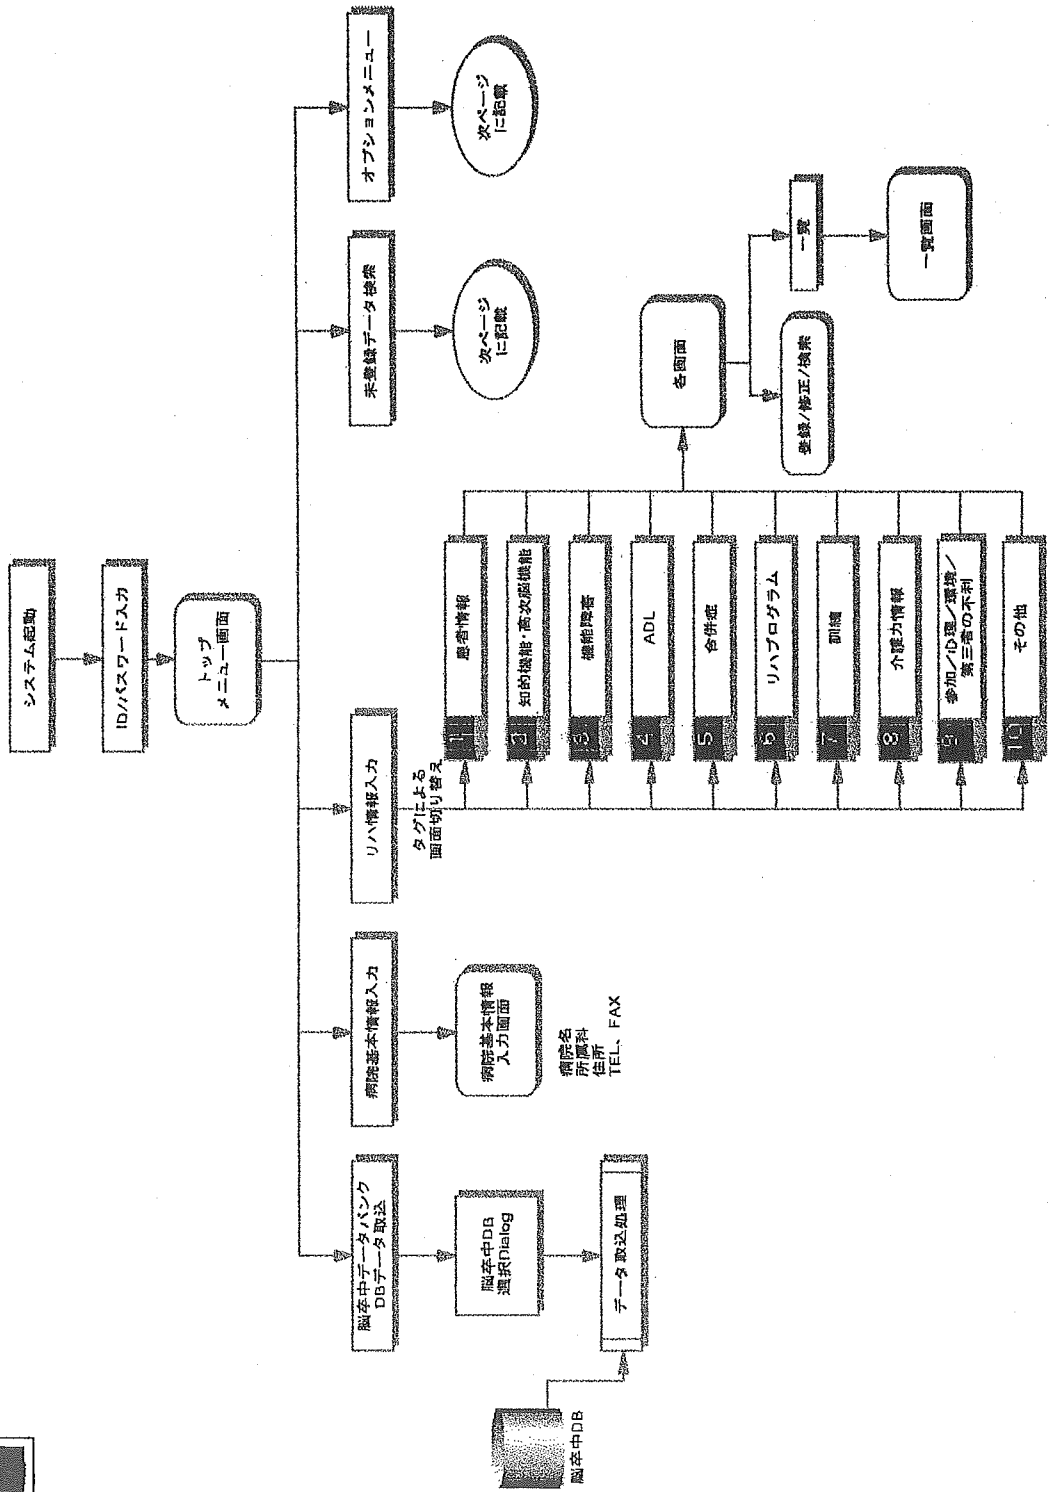 システム起動
ID/パスワード入力
トップ
メニュー画面
脳卒中データバンク
DBデータ取込
脳卒中DB
選択Dialog
データ取込処理
脳卒中DB
病院基本情報入力
病院基本情報
入力画面
病院名
所属科
住所
TEL、FAX
リハ情報入力
タグによる
画面切り替え
1 患者情報
2 知的機能・高次脳機能
3 機能障害
4 ADL
5 合併症
6 リハプログラム
7 訓練
8 介護力情報
9 参加/心理/環境/
第三者の不利
10 その他
各画面
登録/修正/検索
一覧
一覧画面
未登録データ検索
次ページ
に記載
オプションメニュー
次ページ
に記載